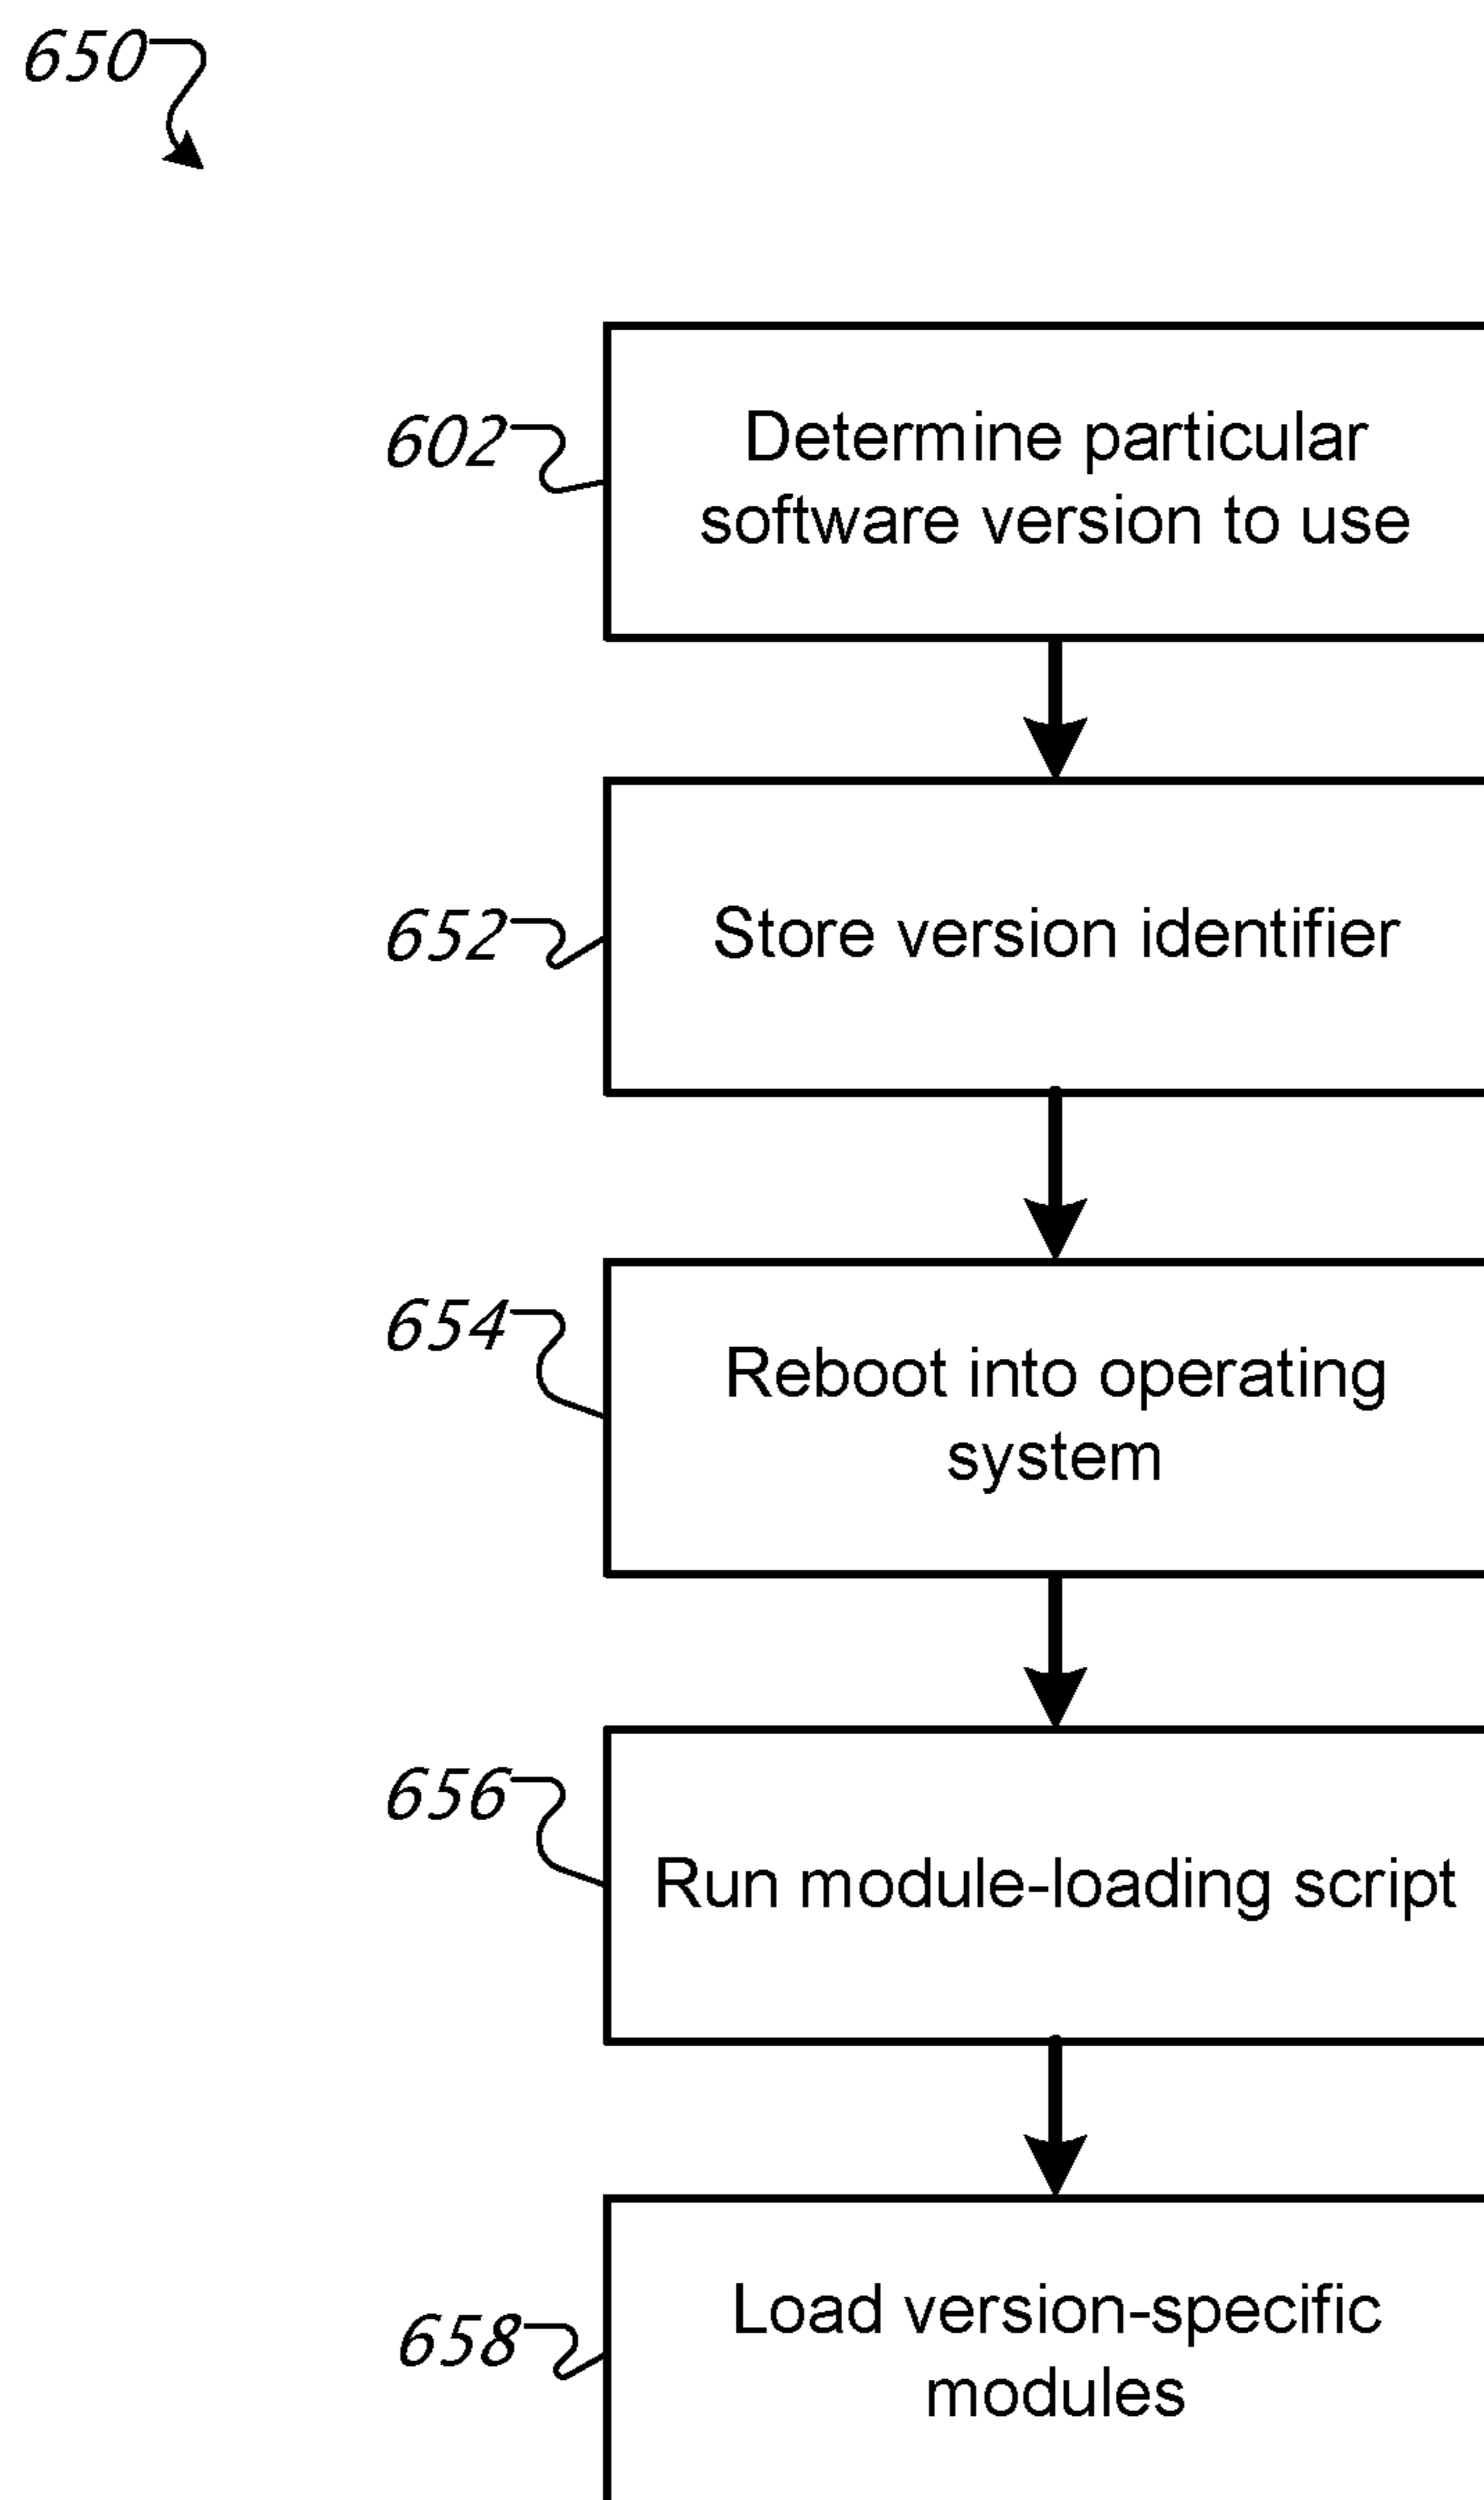 650
602
Determine particular
software version to use
652
Store version identifier
654
Reboot into operating
system
656
Run module-loading script
658
Load version-specific
modules